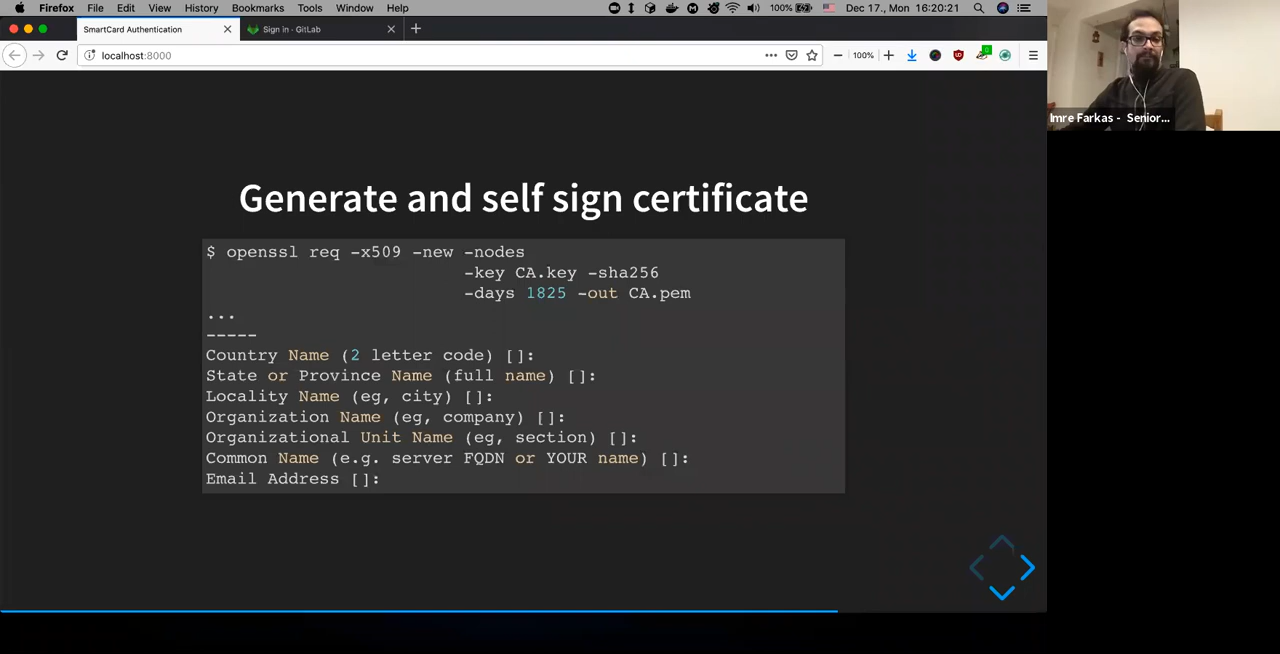 Firefox File Edit View History Bookmarks Tools Window Help 100% Dec 17., Mon 16:20:21
SmartCard Authentication Sign in · GitLab
localhost:8000 100% 0
Imre Farkas - Senior...
Generate and self sign certificate
$ openssl req -x509 -new -nodes
-key CA.key -sha256
-days 1825 -out CA.pem
...
-----
Country Name (2 letter code) []:
State or Province Name (full name) []:
Locality Name (eg, city) []:
Organization Name (eg, company) []:
Organizational Unit Name (eg, section) []:
Common Name (e.g. server FQDN or YOUR name) []:
Email Address []: